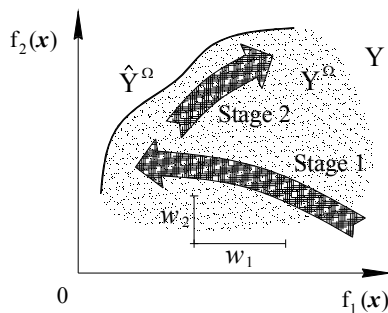 f₂(x)
Ŷ^Ω
Y^Ω
Y
Stage 2
Stage 1
w₂
w₁
0
f₁(x)